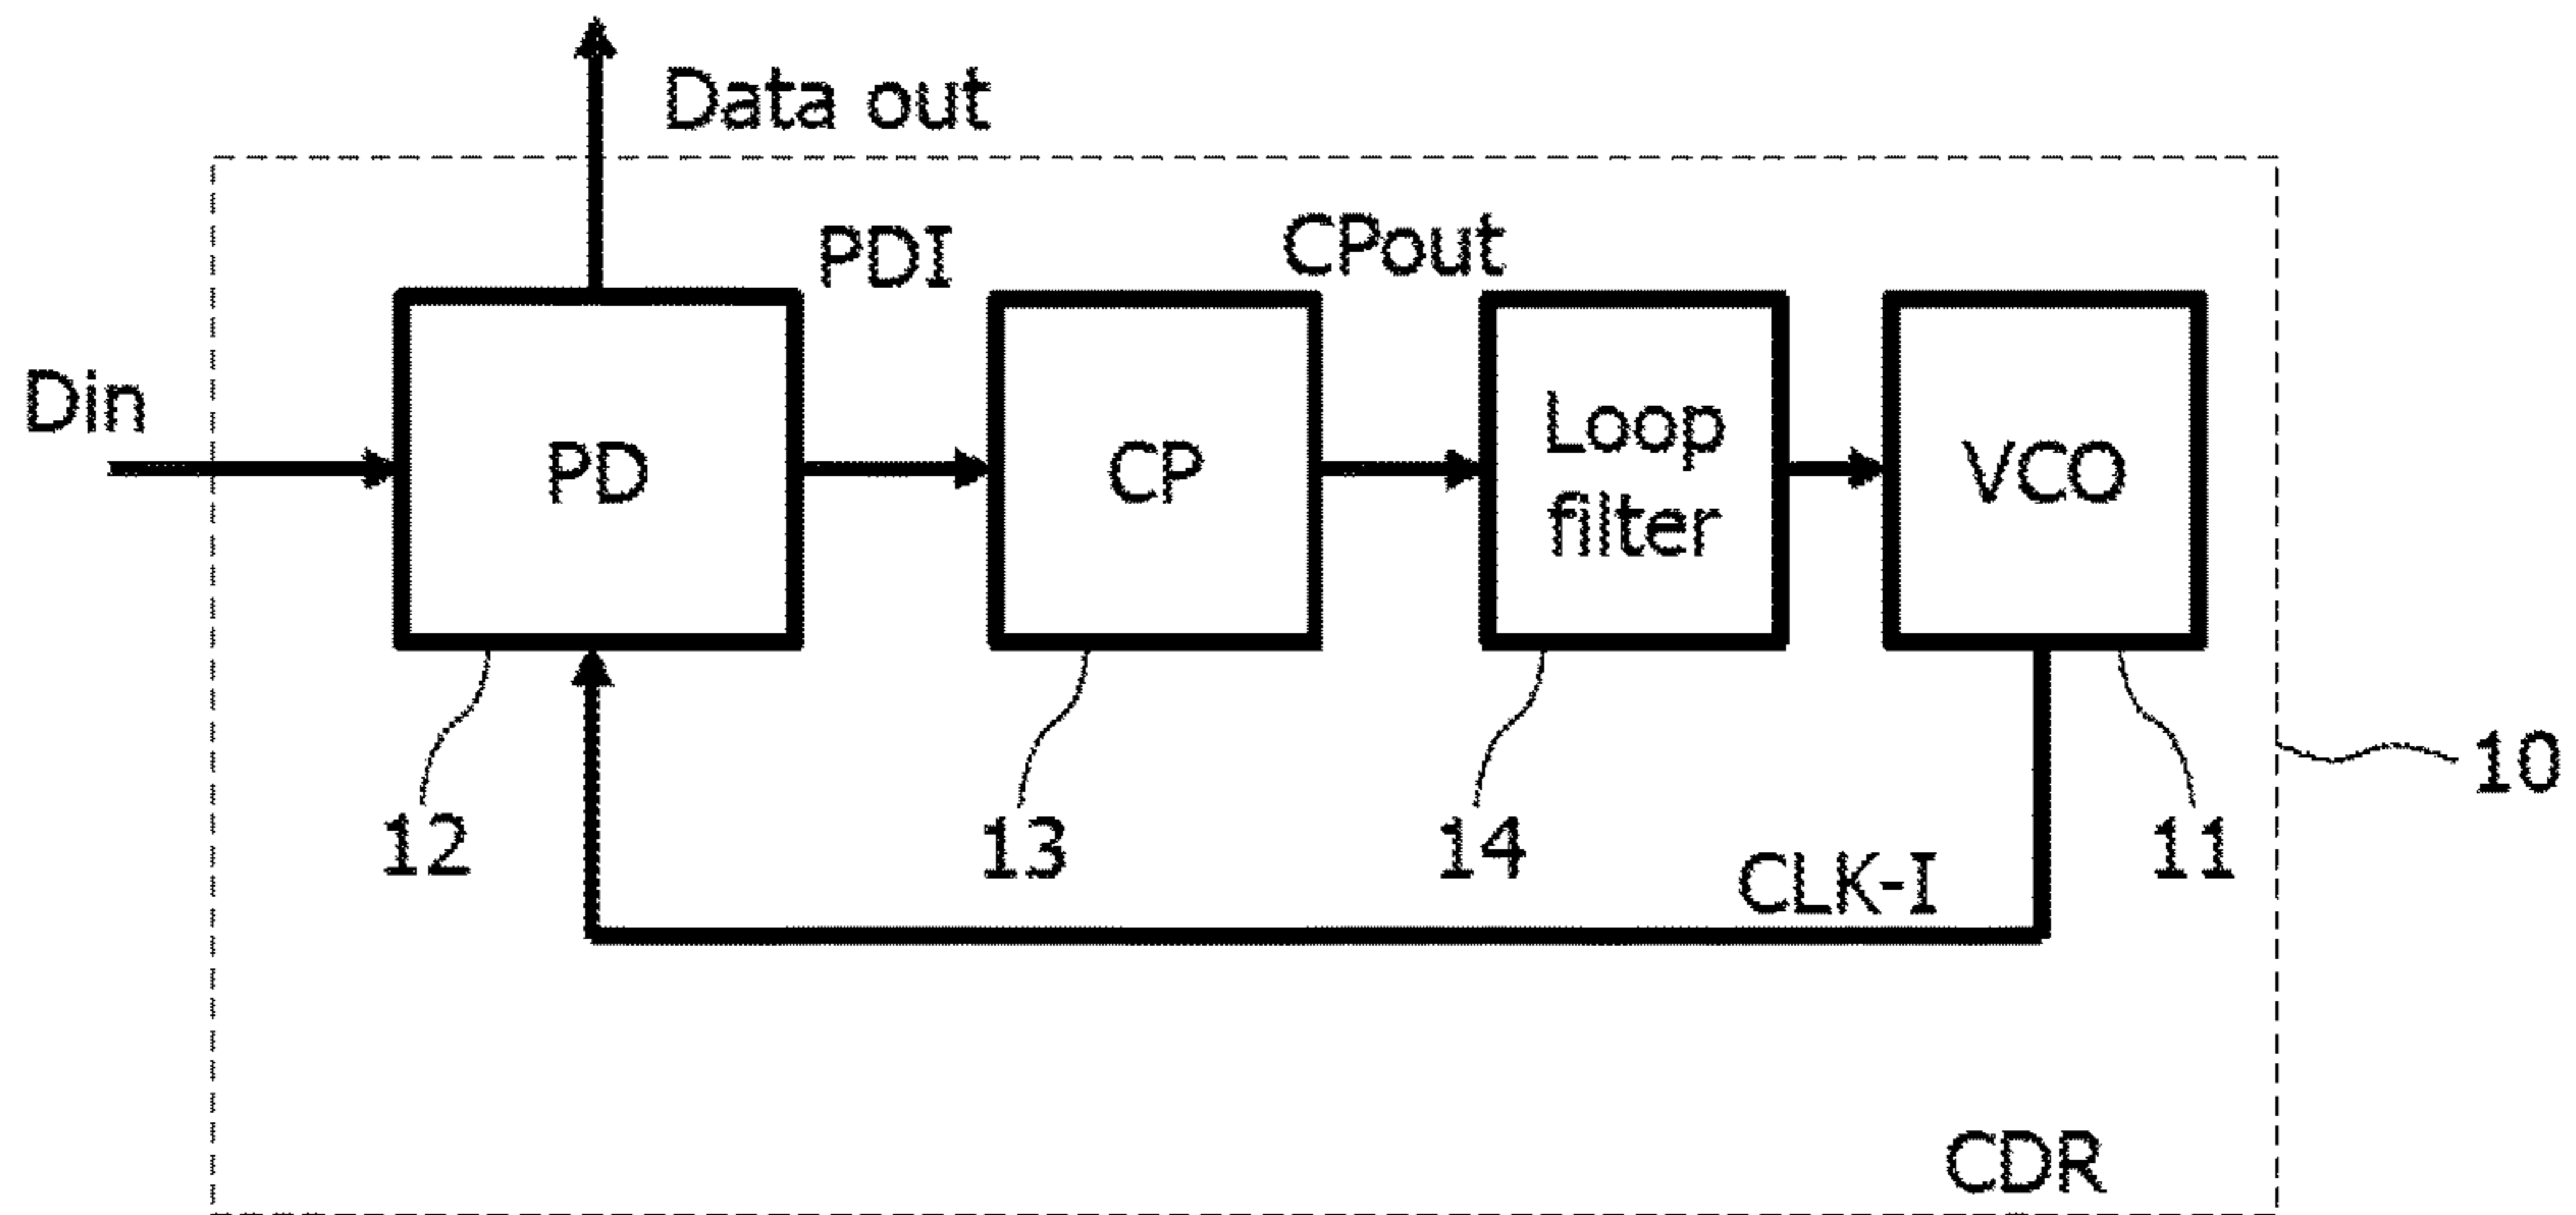 Data out
PDI
CPout
Din
PD
CP
Loop
filter
VCO
10
12
13
14
11
CLK-I
CDR